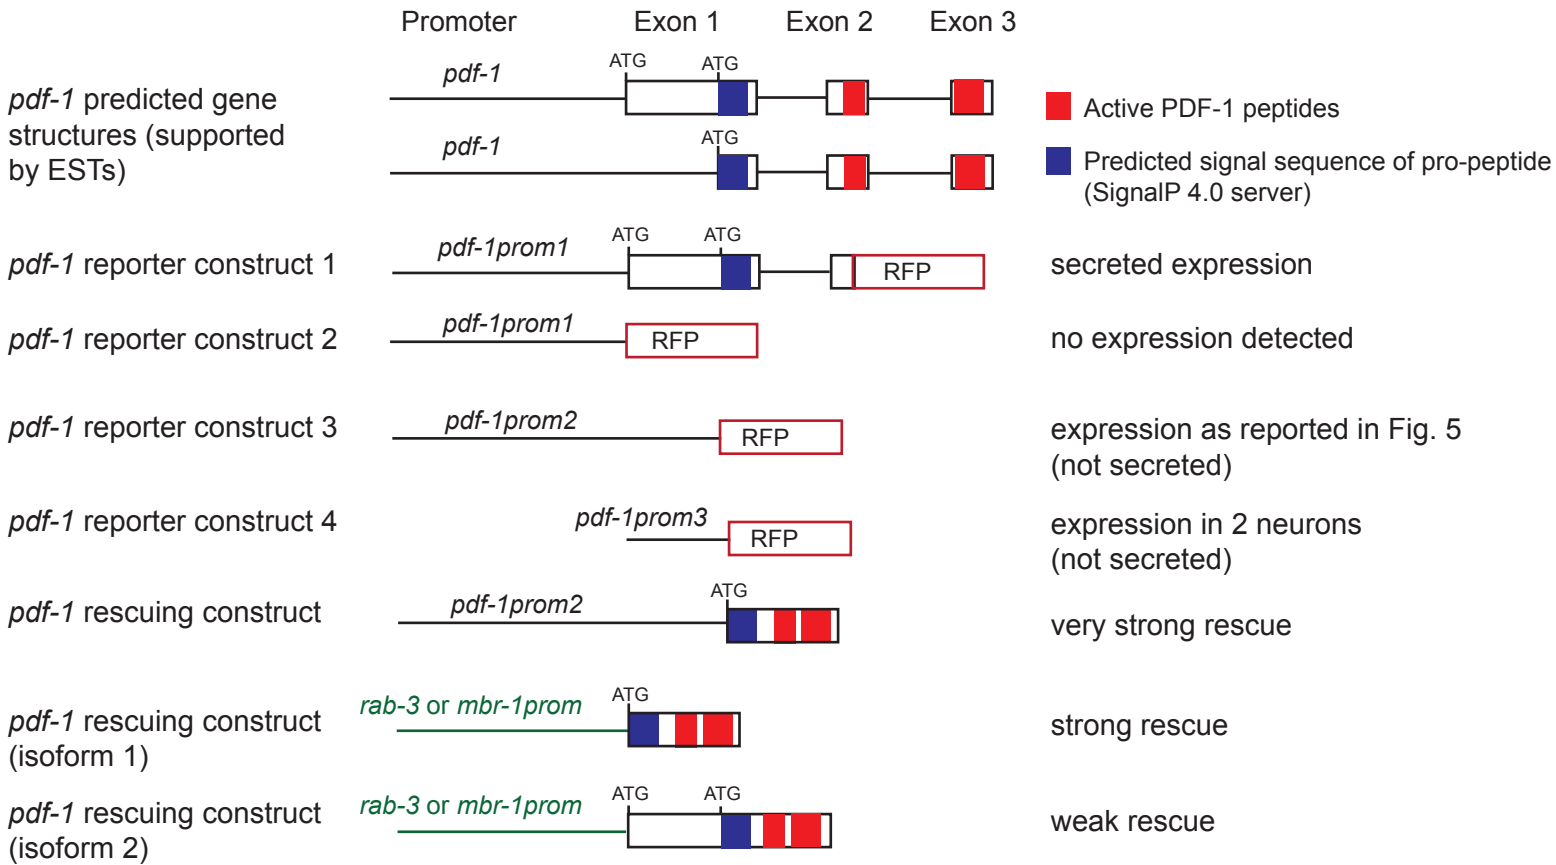 Promoter Exon 1 Exon 2 Exon 3
pdf-1 predicted gene
structures (supported
by ESTs)
pdf-1
ATG ATG
pdf-1
ATG
Active PDF-1 peptides
Predicted signal sequence of pro-peptide
(SignalP 4.0 server)
pdf-1 reporter construct 1
pdf-1prom1
ATG ATG
RFP
secreted expression
pdf-1 reporter construct 2
pdf-1prom1
RFP
no expression detected
pdf-1 reporter construct 3
pdf-1prom2
RFP
expression as reported in Fig. 5
(not secreted)
pdf-1 reporter construct 4
pdf-1prom3
RFP
expression in 2 neurons
(not secreted)
pdf-1 rescuing construct
pdf-1prom2
ATG
very strong rescue
pdf-1 rescuing construct
(isoform 1)
rab-3 or mbr-1prom
ATG
strong rescue
pdf-1 rescuing construct
(isoform 2)
rab-3 or mbr-1prom
ATG ATG
weak rescue